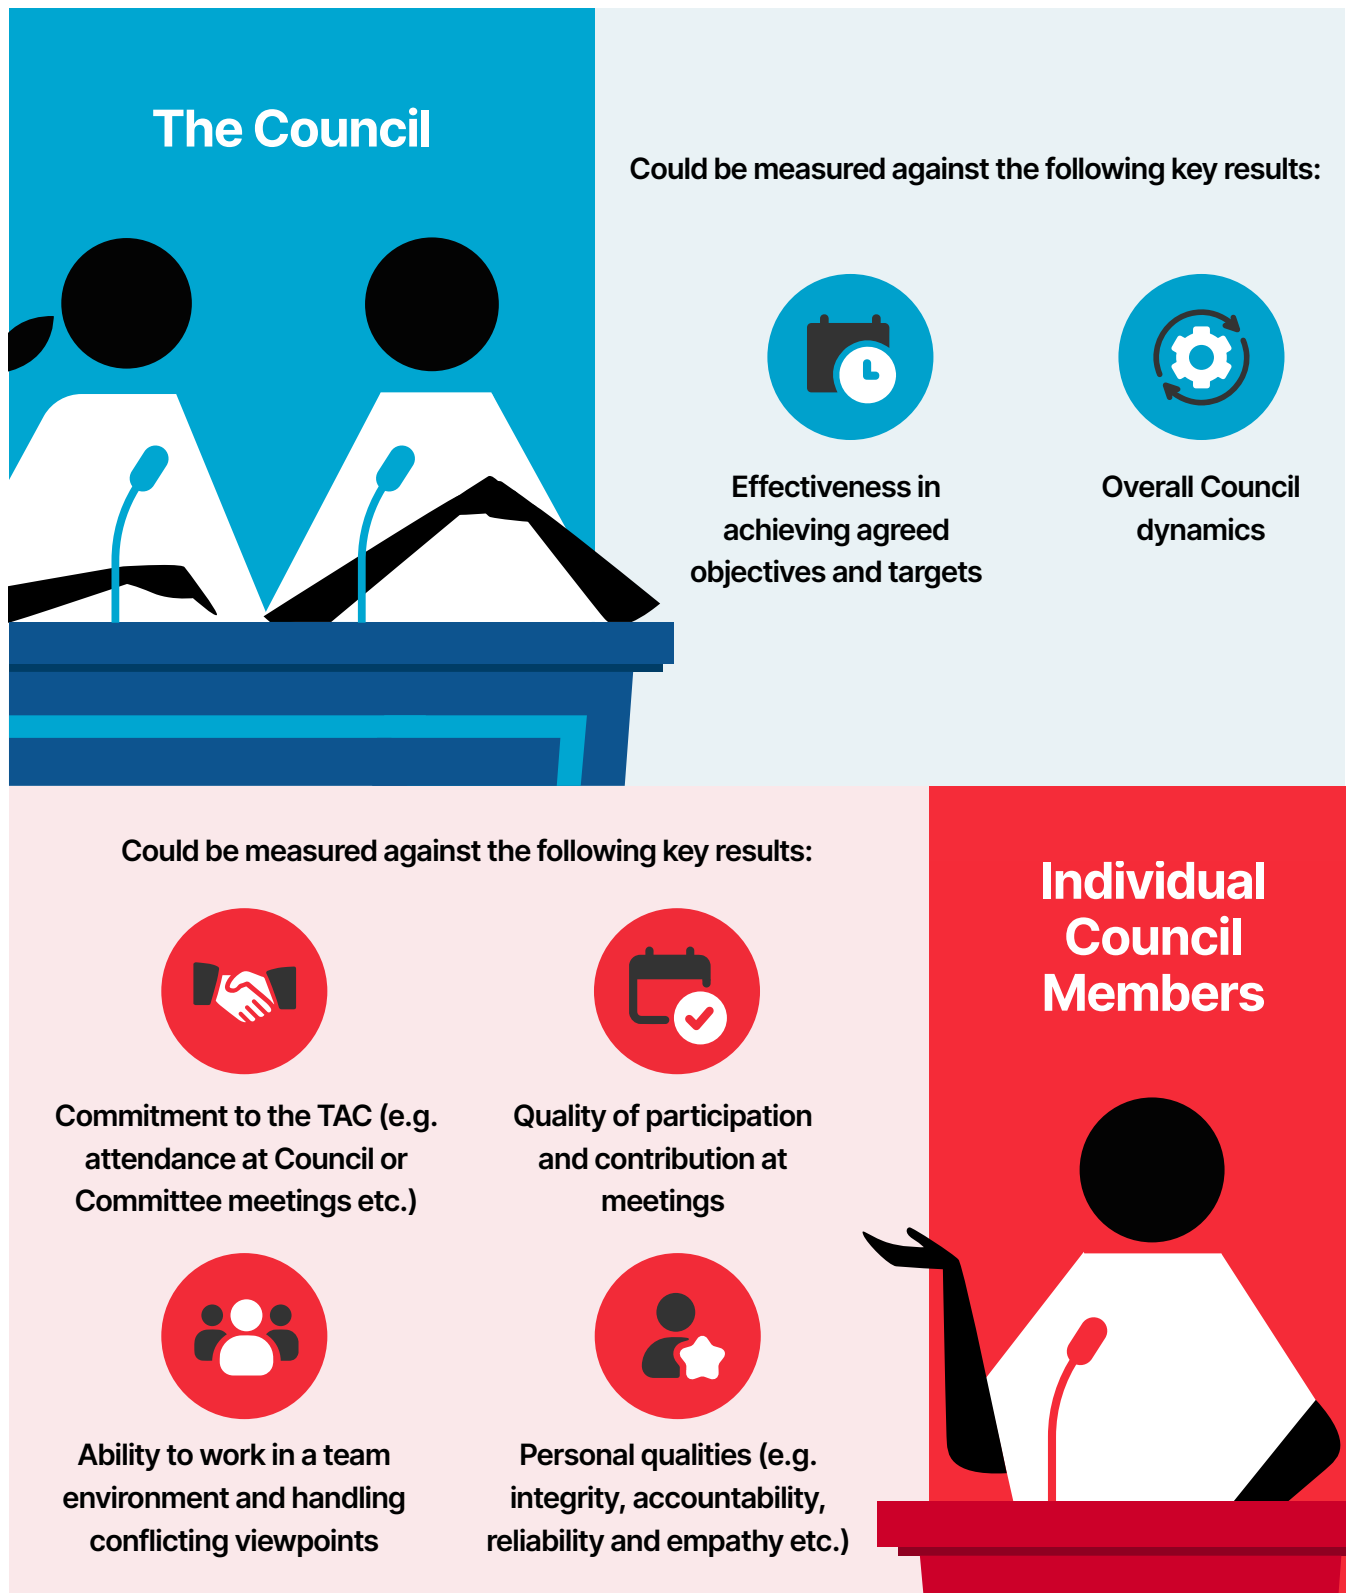 The Council
Could be measured against the following key results:
Effectiveness in
achieving agreed
objectives and targets
Overall Council
dynamics
Could be measured against the following key results:
Individual
Council
Members
Commitment to the TAC (e.g.
attendance at Council or
Committee meetings etc.)
Quality of participation
and contribution at
meetings
Ability to work in a team
environment and handling
conflicting viewpoints
Personal qualities (e.g.
integrity, accountability,
reliability and empathy etc.)